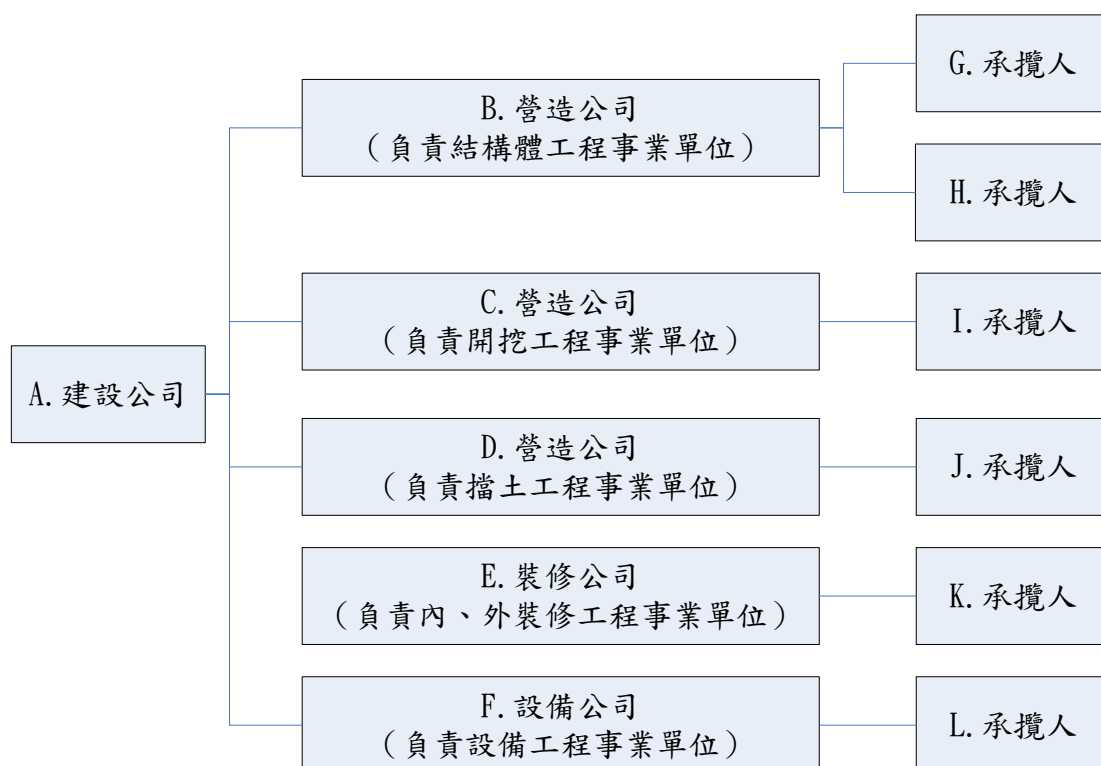 A.建設公司
B.營造公司
（負責結構體工程事業單位）
G.承攬人
H.承攬人
C.營造公司
（負責開挖工程事業單位）
I.承攬人
D.營造公司
（負責擋土工程事業單位）
J.承攬人
E.裝修公司
（負責內、外裝修工程事業單位）
K.承攬人
F.設備公司
（負責設備工程事業單位）
L.承攬人